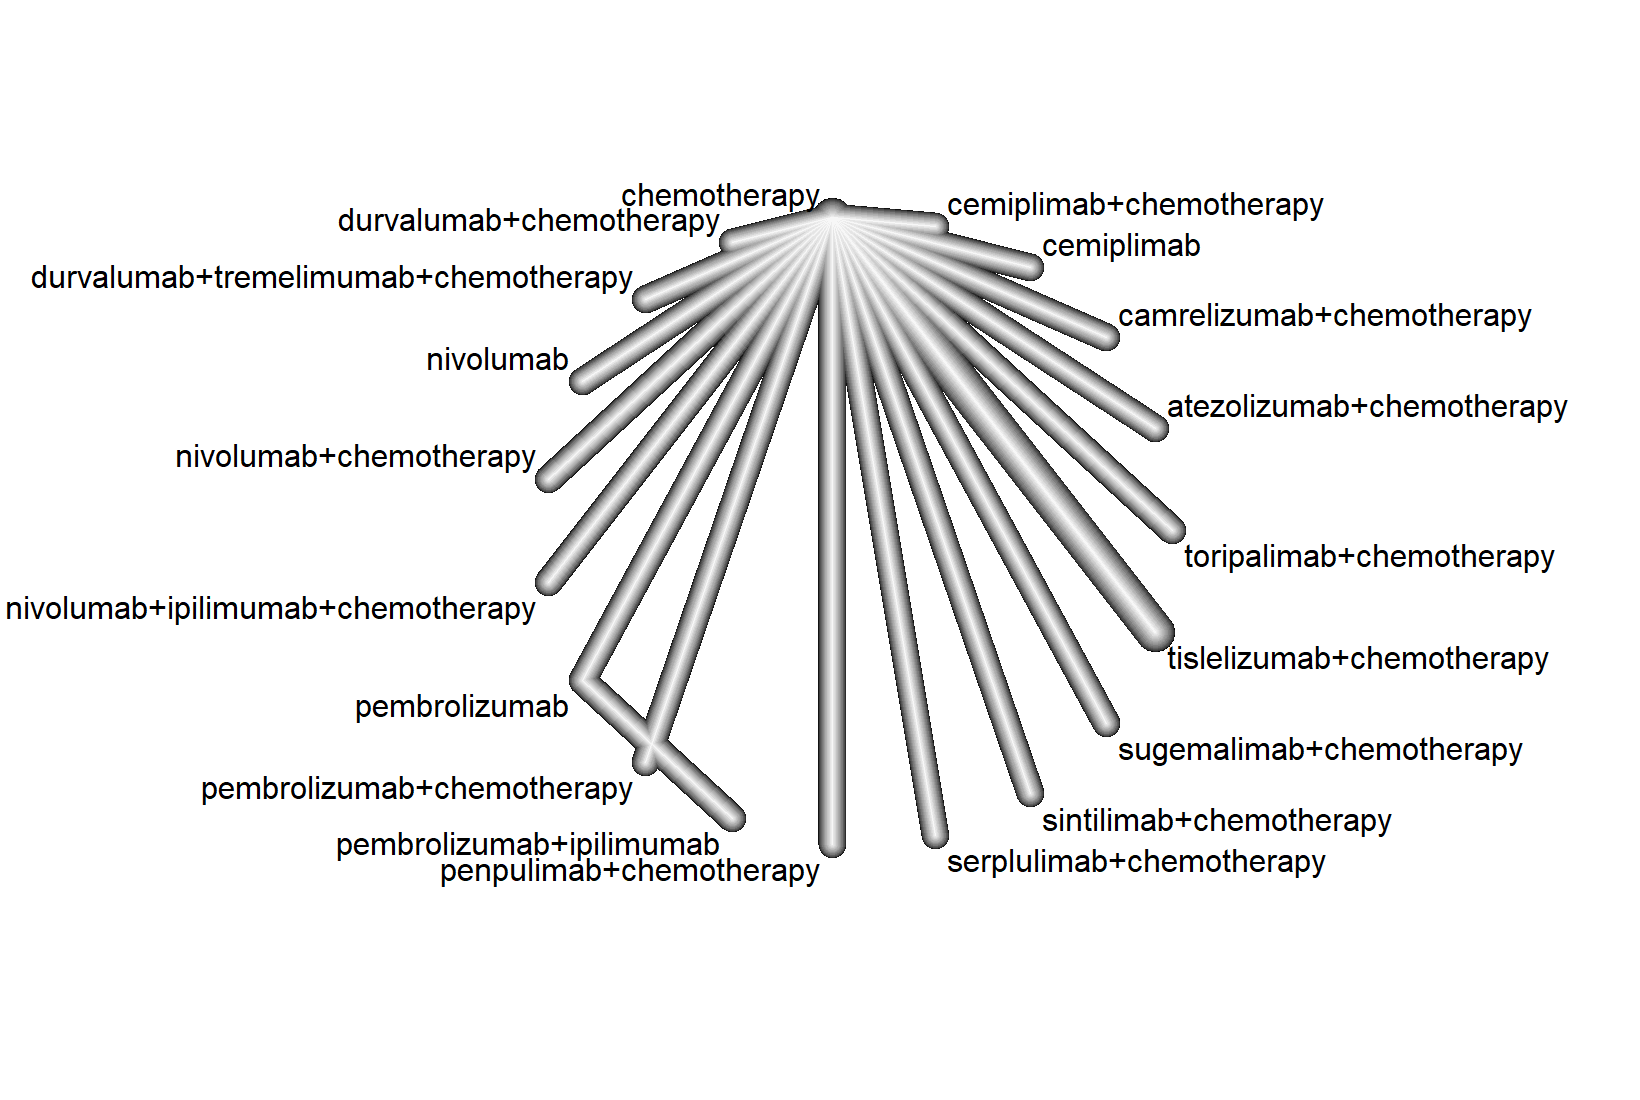 chemotherapy
cemiplimab+chemotherapy
durvalumab+chemotherapy
cemiplimab
durvalumab+tremelimumab+chemotherapy
camrelizumab+chemotherapy
nivolumab
atezolizumab+chemotherapy
nivolumab+chemotherapy
toripalimab+chemotherapy
nivolumab+ipilimumab+chemotherapy
tislelizumab+chemotherapy
pembrolizumab
sugemalimab+chemotherapy
pembrolizumab+chemotherapy
sintilimab+chemotherapy
pembrolizumab+ipilimumab
serplulimab+chemotherapy
penpulimab+chemotherapy